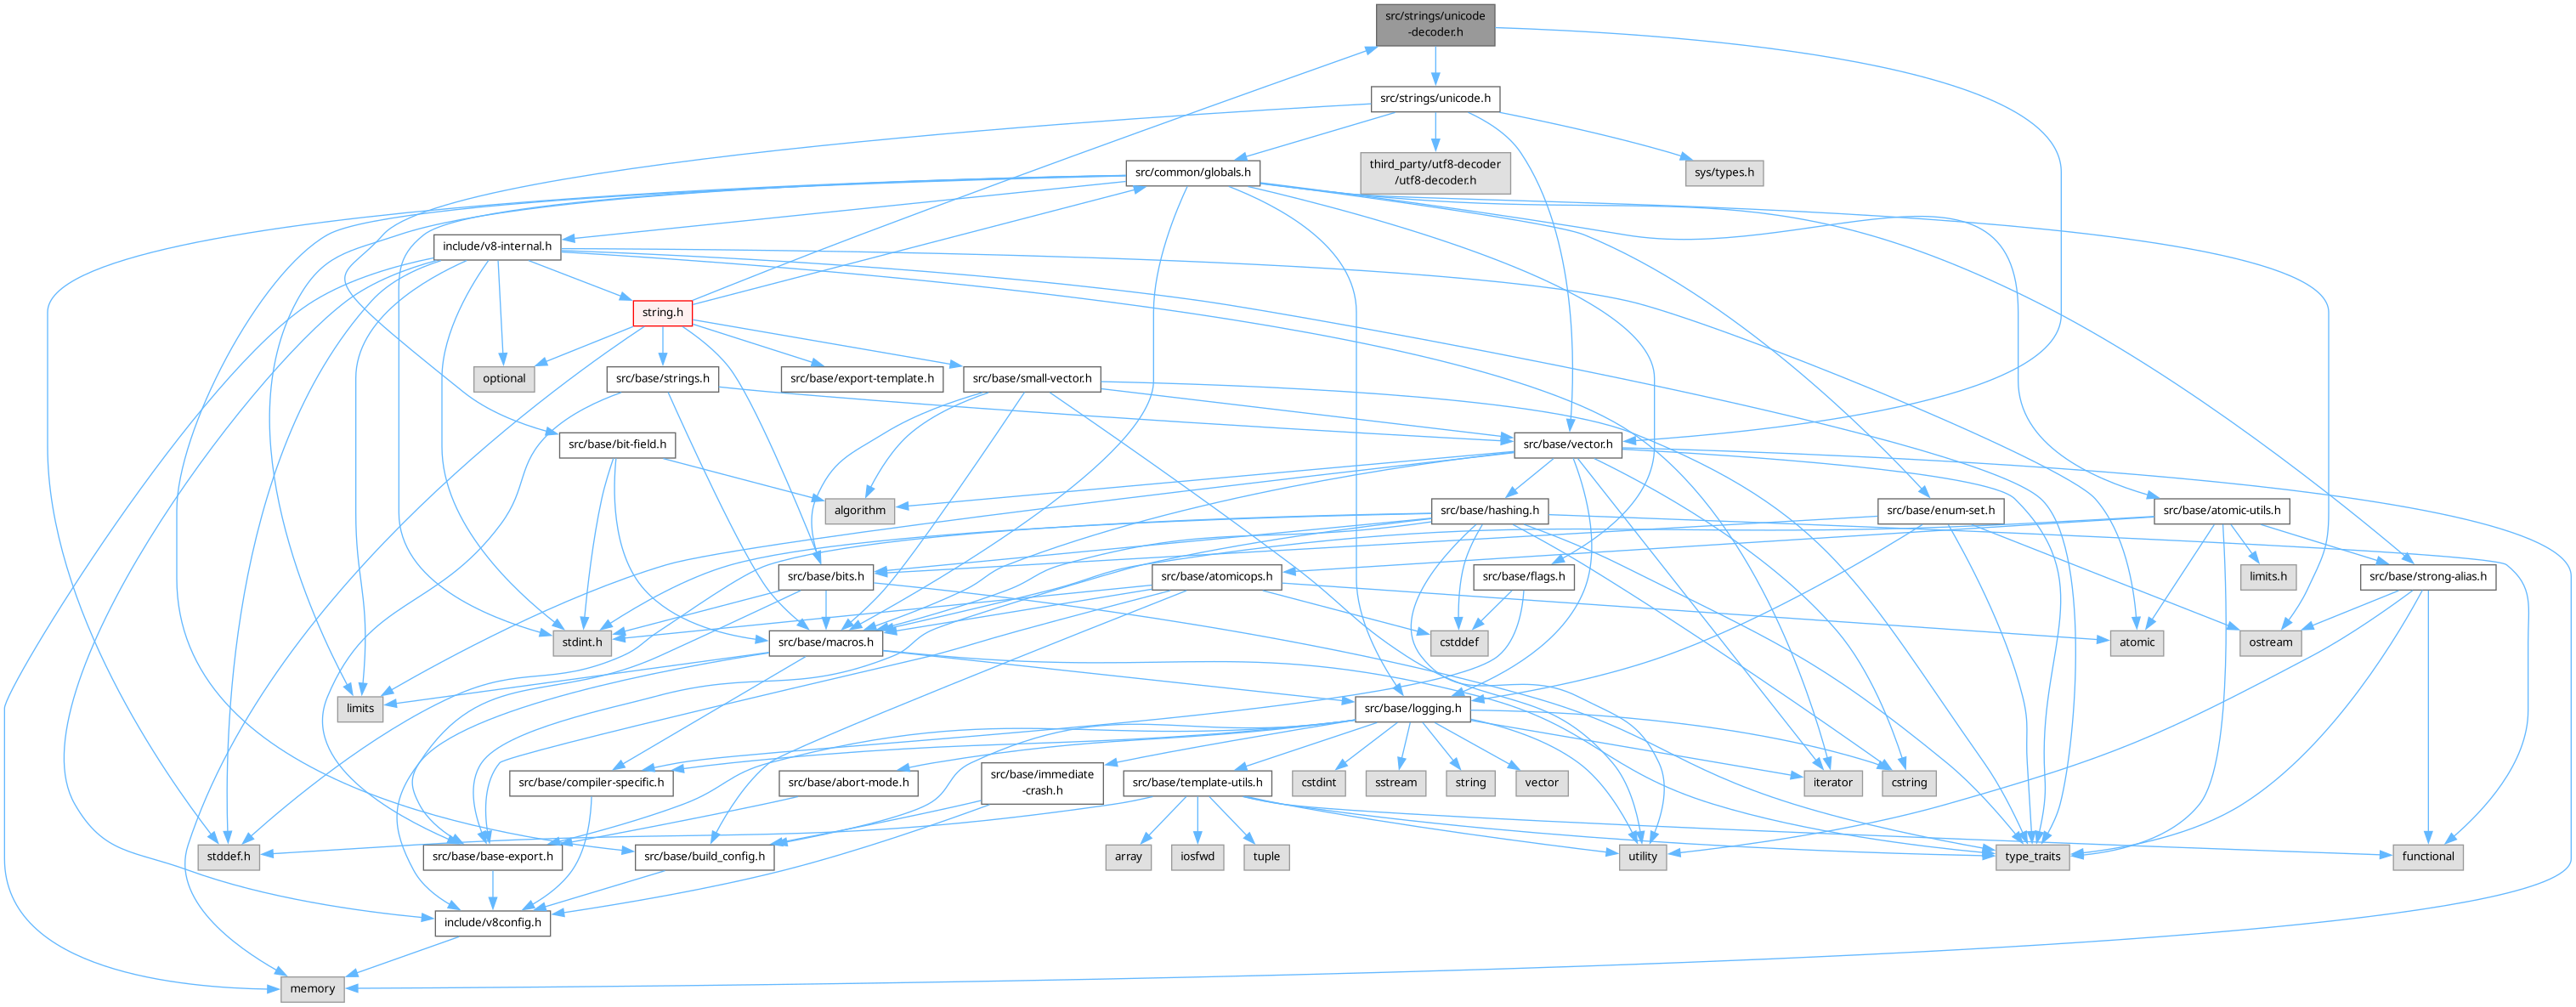 src/strings/unicode
-decoder.h
src/strings/unicode.h
src/common/globals.h
third_party/utf8-decoder
/utf8-decoder.h
sys/types.h
include/v8-internal.h
string.h
optional
src/base/strings.h
src/base/export-template.h
src/base/small-vector.h
src/base/bit-field.h
src/base/vector.h
algorithm
src/base/hashing.h
src/base/enum-set.h
src/base/atomic-utils.h
src/base/bits.h
src/base/atomicops.h
src/base/flags.h
limits.h
src/base/strong-alias.h
stdint.h
src/base/macros.h
cstddef
atomic
ostream
limits
src/base/logging.h
src/base/compiler-specific.h
src/base/abort-mode.h
src/base/immediate
-crash.h
src/base/template-utils.h
cstdint
sstream
string
vector
iterator
cstring
stddef.h
src/base/base-export.h
src/base/build_config.h
array
iosfwd
tuple
utility
type_traits
functional
include/v8config.h
memory